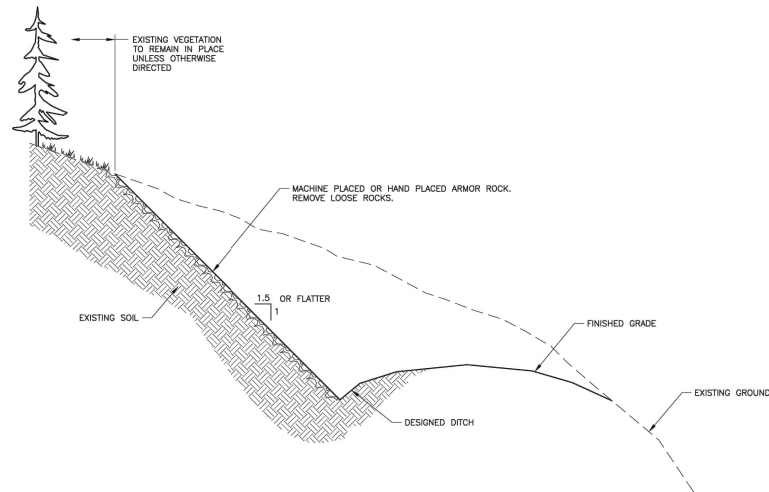 EXISTING VEGETATION
TO REMAIN IN PLACE
UNLESS OTHERWISE
DIRECTED
MACHINE PLACED OR HAND PLACED ARMOR ROCK.
REMOVE LOOSE ROCKS.
1.5 OR FLATTER
1
EXISTING SOIL
FINISHED GRADE
EXISTING GROUND
DESIGNED DITCH